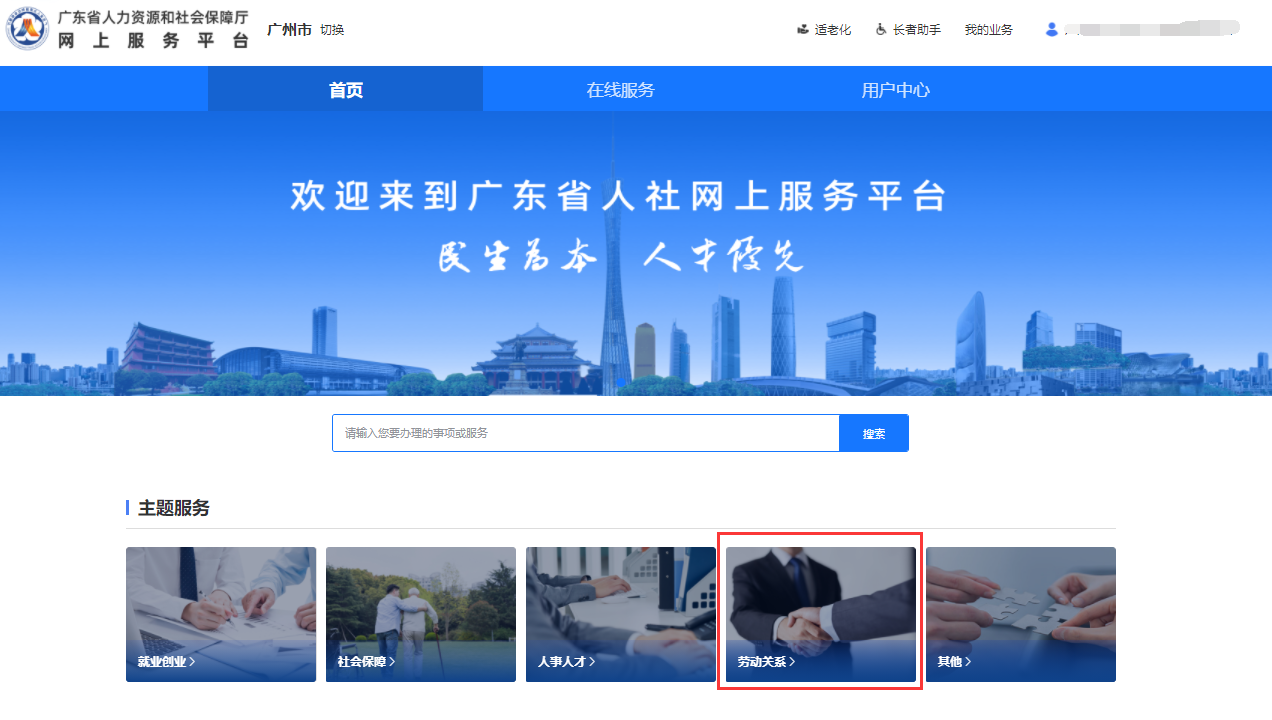 广东省人力资源和社会保障厅
网上服务平台
广州市 切换
适老化 长者助手 我的业务
首页 在线服务 用户中心
欢迎来到广东省人社网上服务平台
民生为本 人才优先
请输入您要办理的事项或服务 搜索
主题服务
就业创业 社会保障 人事人才 劳动关系 其他